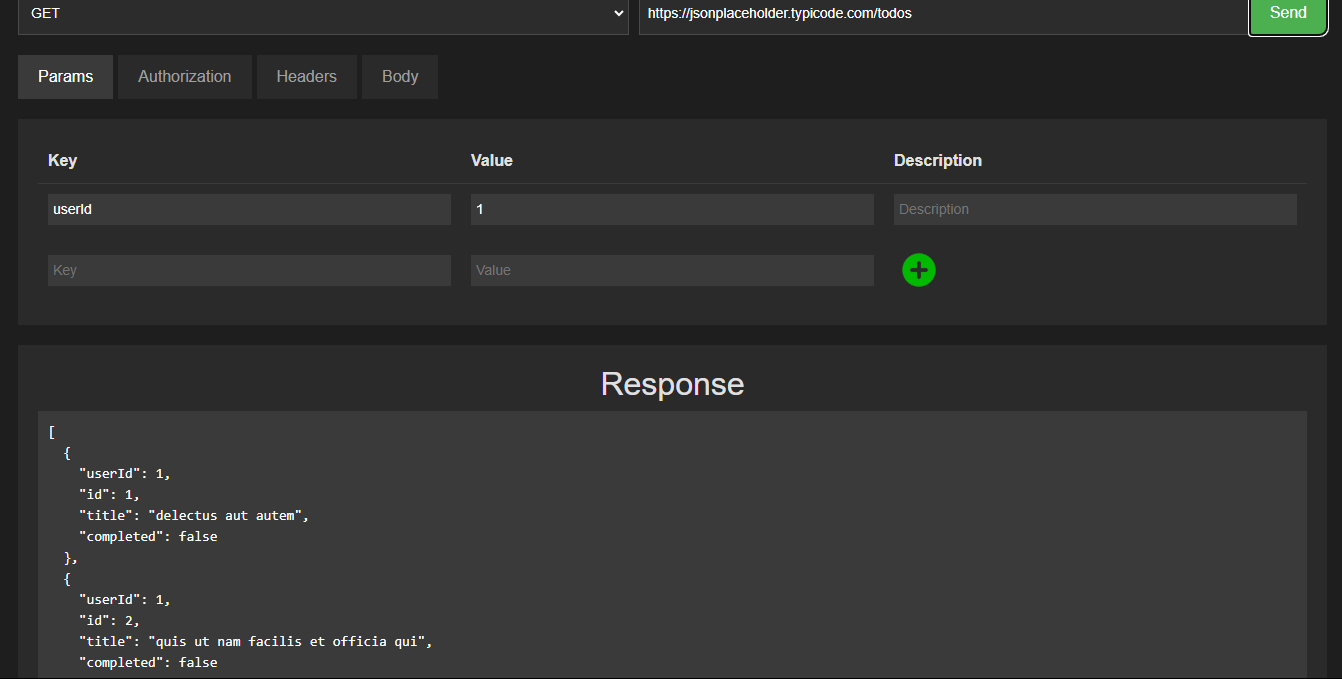 GET https://jsonplaceholder.typicode.com/todos Send
Params Authorization Headers Body
Key Value Description
userId 1 Description
Key Value
Response
[
  {
    "userId": 1,
    "id": 1,
    "title": "delectus aut autem",
    "completed": false
  },
  {
    "userId": 1,
    "id": 2,
    "title": "quis ut nam facilis et officia qui",
    "completed": false